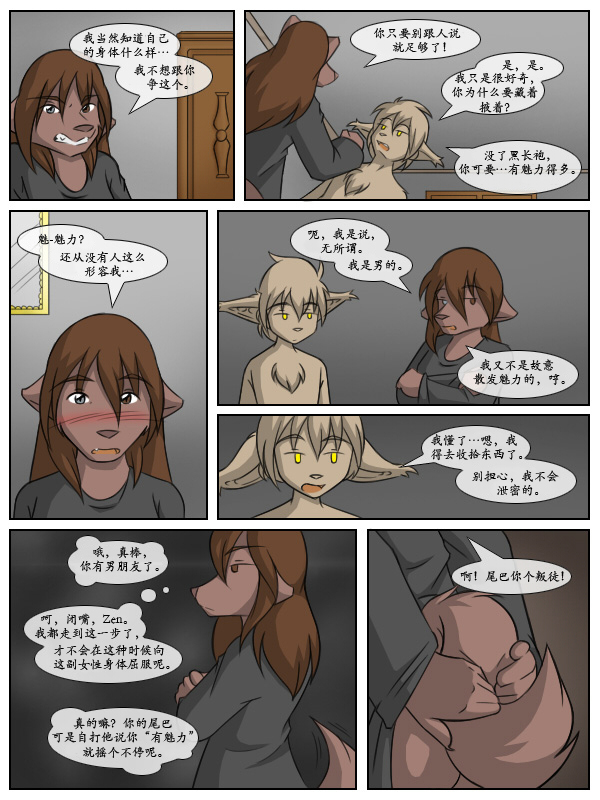 我当然知道自己
的身体什么样…
我不想跟你
争这个。
你只要别跟人说
就足够了！
是，是。
我只是很好奇，
你为什么要藏着
掖着？
没了黑长袍，
你可要…有魅力得多。
魅-魅力？
还从没有人这么
形容我…
呃，我是说，
无所谓。
我是男的。
我又不是故意
散发魅力的，哼。
我懂了…嗯，我
得去收拾东西了。
别担心，我不会
泄密的。
哦，真棒，
你有男朋友了。
呵，闭嘴，Zen。
我都走到这一步了，
才不会在这种时候向
这副女性身体屈服呢。
真的嘛？你的尾巴
可是自打他说你“有魅力”
就摇个不停呢。
啊！尾巴你个叛徒！